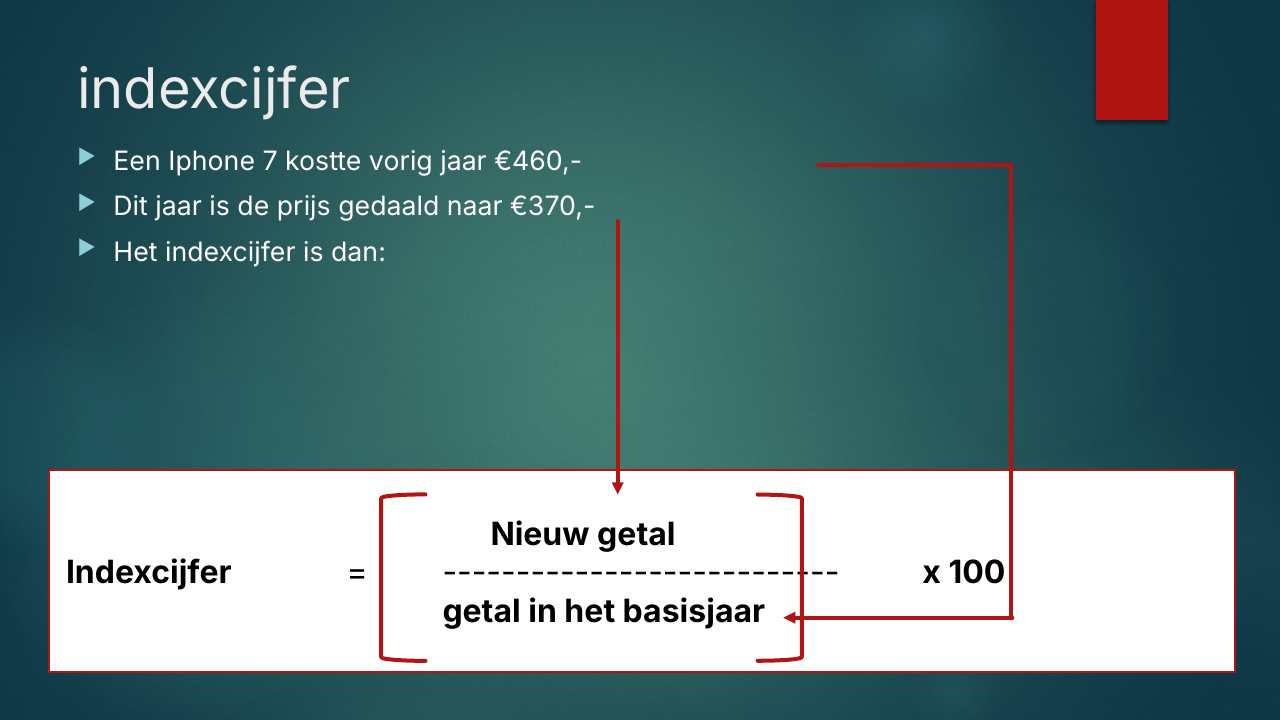 indexcijfer
Een Iphone 7 kostte vorig jaar €460,-
Dit jaar is de prijs gedaald naar €370,-
Het indexcijfer is dan:
Nieuw getal
Indexcijfer = --------------------------- x 100
getal in het basisjaar